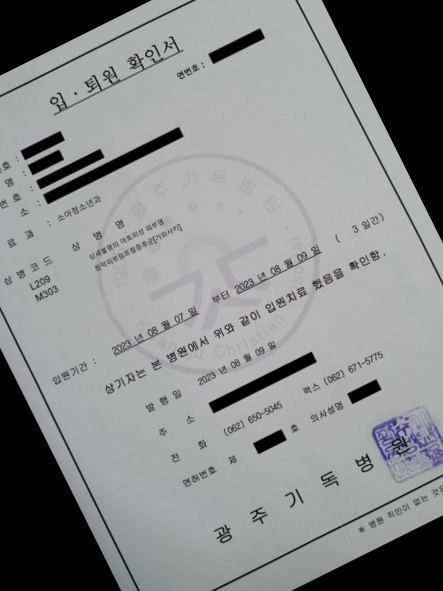 입 · 퇴원 확인서
연번호 :
호 :
명 :
번 호 :
소 :
료 과 : 소아청소년과
상병코드 상 병 명
L209 상세불명의 아토피성 피부염
M303 점막피부림프절증후군[가와사키]
입원기간 : 2023 년 08 월 07 일 부터 2023 년 08 월 09 일 ( 3 일간)
상기자는 본 병원에서 위와 같이 입원치료 했음을 확인함.
발 행 일 2023 년 08 월 09 일
주 소
전 화 (062) 650-5045 팩스 (062) 671-5775
면허번호 제 호 의사성명
광 주 기 독 병 원
※ 병원 직인이 없는 것은
광주기독병원
Christian